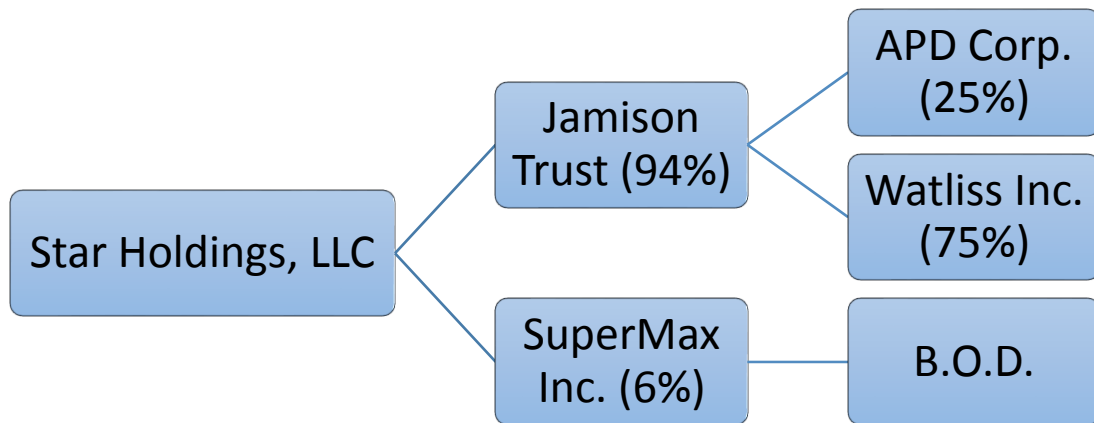 Star Holdings, LLC
Jamison
Trust (94%)
APD Corp.
(25%)
Watliss Inc.
(75%)
SuperMax
Inc. (6%)
B.O.D.